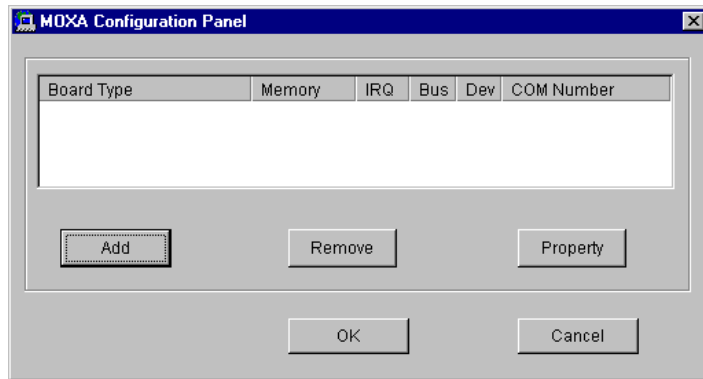 MOXA Configuration Panel
Board Type Memory IRQ Bus Dev COM Number
Add Remove Property
OK Cancel